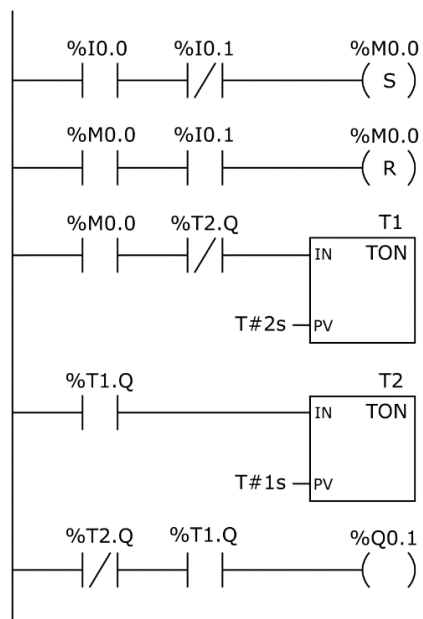 %I0.0 %I0.1 %M0.0
S
%M0.0 %I0.1 %M0.0
R
%M0.0 %T2.Q T1
IN TON
T#2s PV
%T1.Q T2
IN TON
T#1s PV
%T2.Q %T1.Q %Q0.1